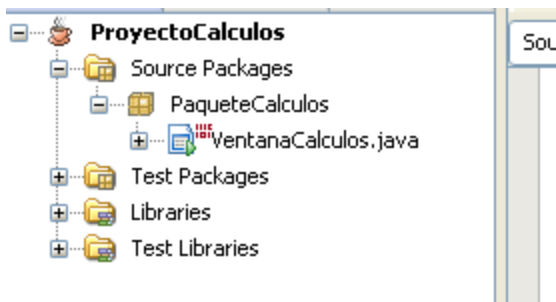 ProyectoCalculos
Sou
Source Packages
PaqueteCalculos
VentanaCalculos.java
Test Packages
Libraries
Test Libraries